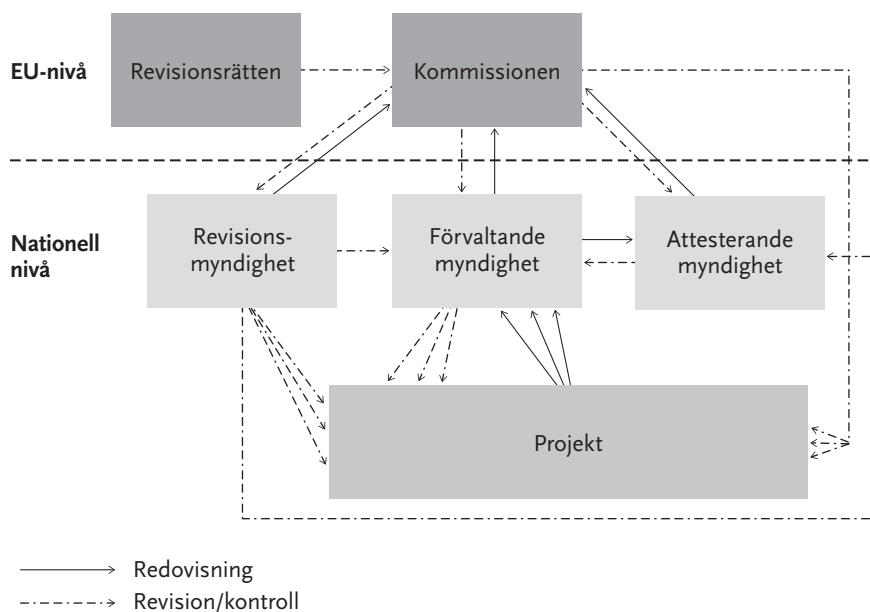 EU-nivå
Revisionsrätten
Kommissionen
Nationell
nivå
Revisions-
myndighet
Förvaltande
myndighet
Attesterande
myndighet
Projekt
Redovisning
Revision/kontroll